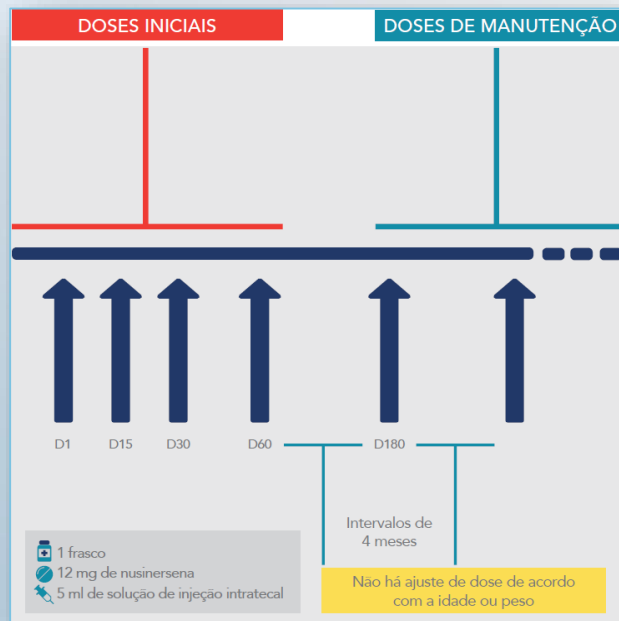 DOSES INICIAIS
DOSES DE MANUTENÇÃO
D1
D15
D30
D60
D180
Intervalos de
4 meses
1 frasco
12 mg de nusinersena
5 ml de solução de injeção intratecal
Não há ajuste de dose de acordo
com a idade ou peso